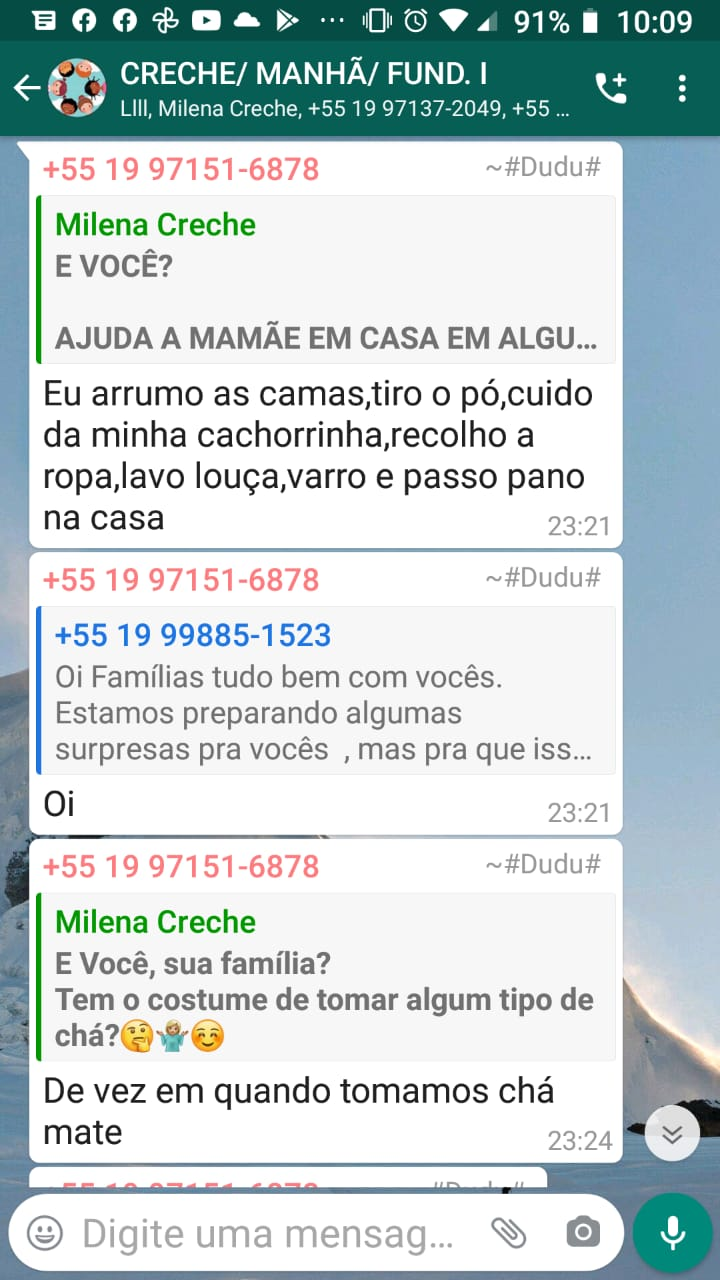 91% 10:09
CRECHE/ MANHÃ/ FUND. I
Llll, Milena Creche, +55 19 97137-2049, +55 ...
+55 19 97151-6878 ~#Dudu#
Milena Creche
E VOCÊ?
AJUDA A MAMÃE EM CASA EM ALGU...
Eu arrumo as camas,tiro o pó,cuido
da minha cachorrinha,recolho a
ropa,lavo louça,varro e passo pano
na casa
23:21
+55 19 97151-6878 ~#Dudu#
+55 19 99885-1523
Oi Famílias tudo bem com vocês.
Estamos preparando algumas
surpresas pra vocês , mas pra que iss...
Oi
23:21
+55 19 97151-6878 ~#Dudu#
Milena Creche
E Você, sua família?
Tem o costume de tomar algum tipo de
chá?🤔🤷🏼‍♀️☺️
De vez em quando tomamos chá
mate
23:24
Digite uma mensag...